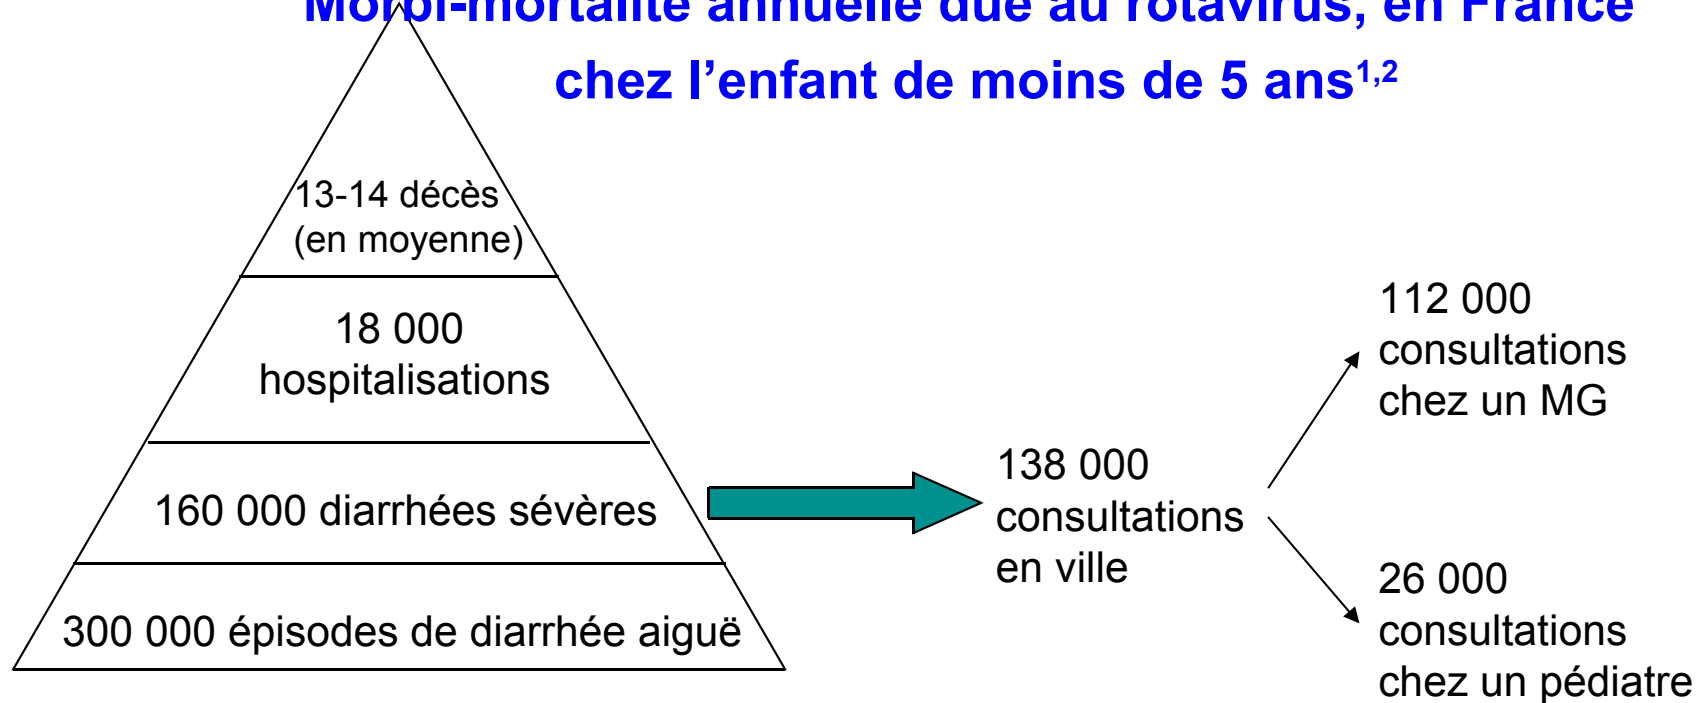 Morbi-mortalité annuelle due au rotavirus, en France
chez l’enfant de moins de 5 ans1,2
13-14 décès
(en moyenne)
18 000
hospitalisations
160 000 diarrhées sévères
300 000 épisodes de diarrhée aiguë
138 000
consultations
en ville
112 000
consultations
chez un MG
26 000
consultations
chez un pédiatre